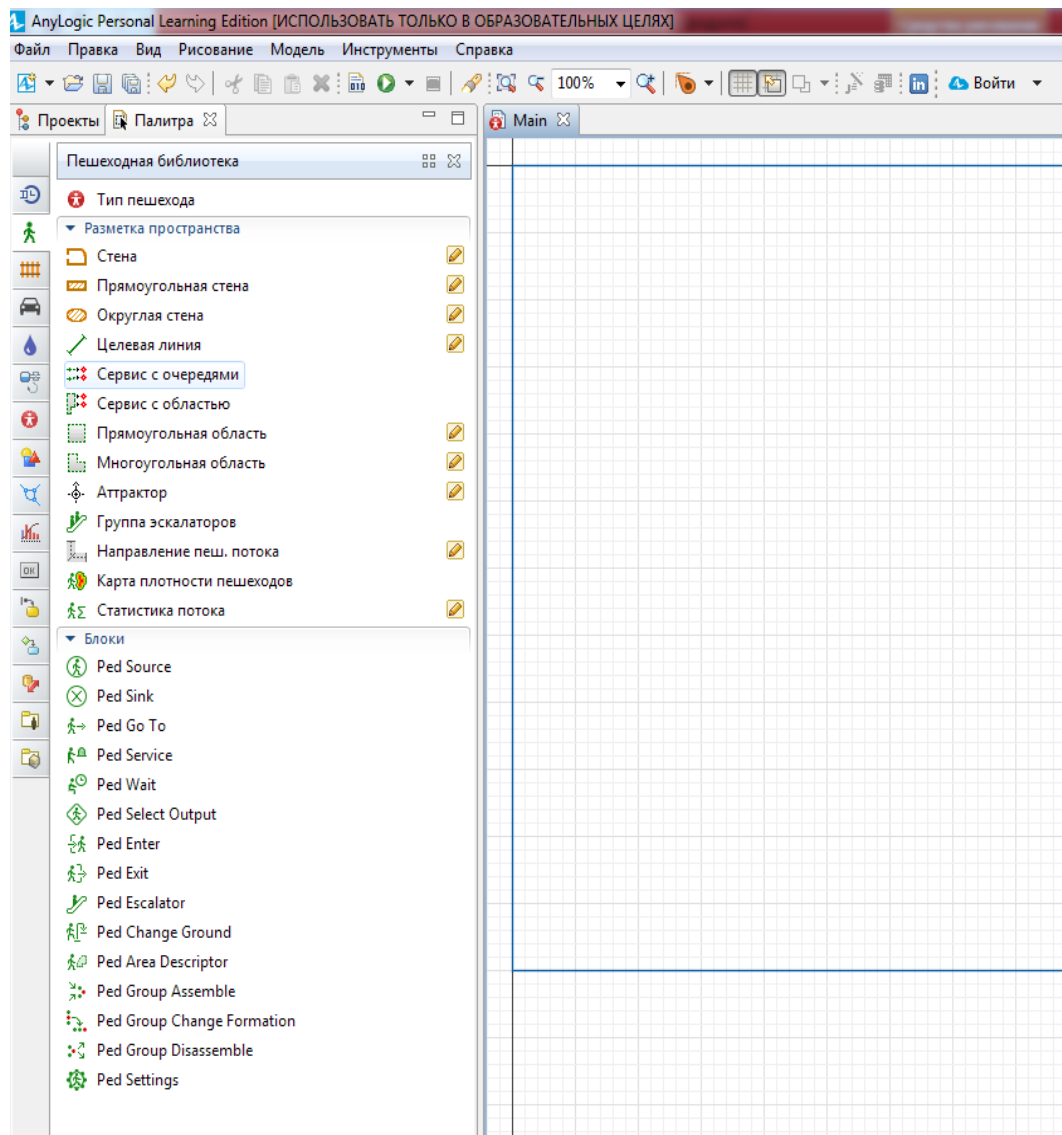 AnyLogic Personal Learning Edition [ИСПОЛЬЗОВАТЬ ТОЛЬКО В ОБРАЗОВАТЕЛЬНЫХ ЦЕЛЯХ]
Файл Правка Вид Рисование Модель Инструменты Справка
100% in Войти
Проекты Палитра Main
Пешеходная библиотека
Тип пешехода
Разметка пространства
Стена
Прямоугольная стена
Округлая стена
Целевая линия
Сервис с очередями
Сервис с областью
Прямоугольная область
Многоугольная область
Аттрактор
Группа эскалаторов
Направление пеш. потока
OK
Карта плотности пешеходов
Статистика потока
Блоки
Ped Source
Ped Sink
Ped Go To
Ped Service
Ped Wait
Ped Select Output
Ped Enter
Ped Exit
Ped Escalator
Ped Change Ground
Ped Area Descriptor
Ped Group Assemble
Ped Group Change Formation
Ped Group Disassemble
Ped Settings